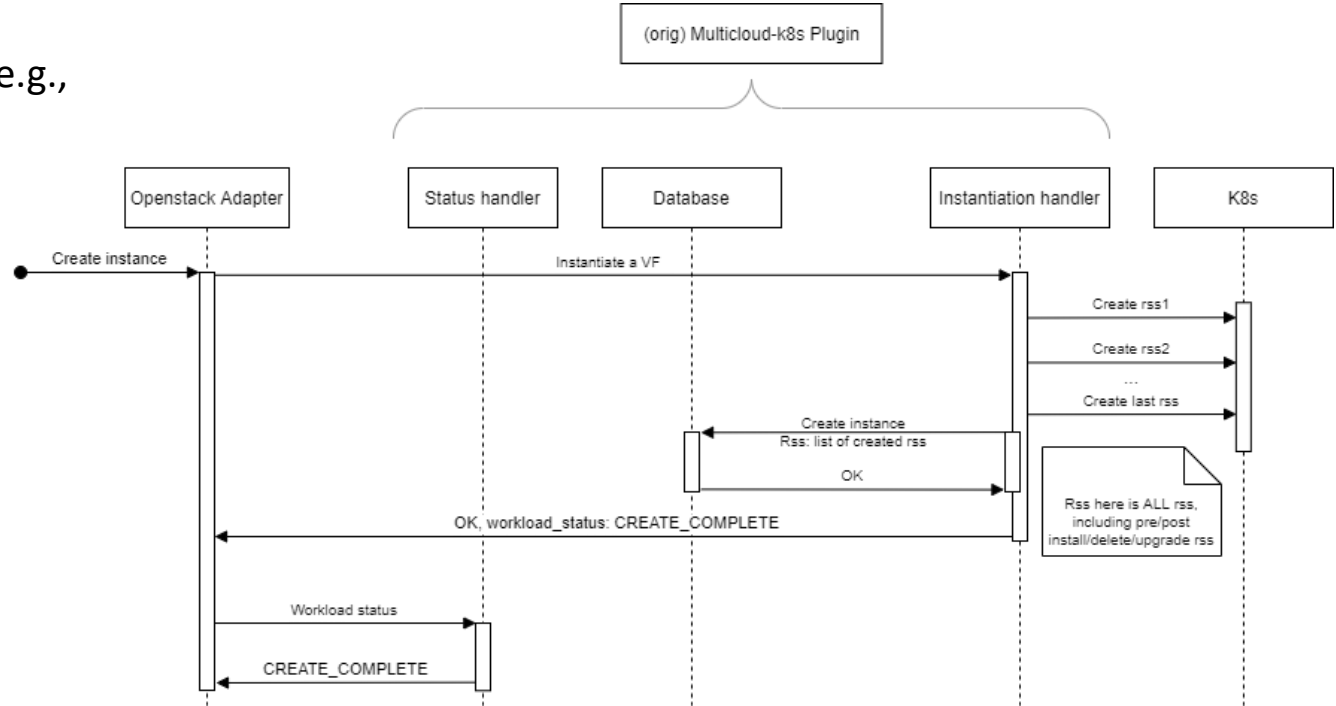 (orig) Multicloud-k8s Plugin
e.g.,
Openstack Adapter
Status handler
Database
Instantiation handler
K8s
Create instance
Instantiate a VF
Create rss1
Create rss2
...
Create last rss
Create instance
Rss: list of created rss
OK
Rss here is ALL rss,
including pre/post
install/delete/upgrade rss
OK, workload_status: CREATE_COMPLETE
Workload status
CREATE_COMPLETE